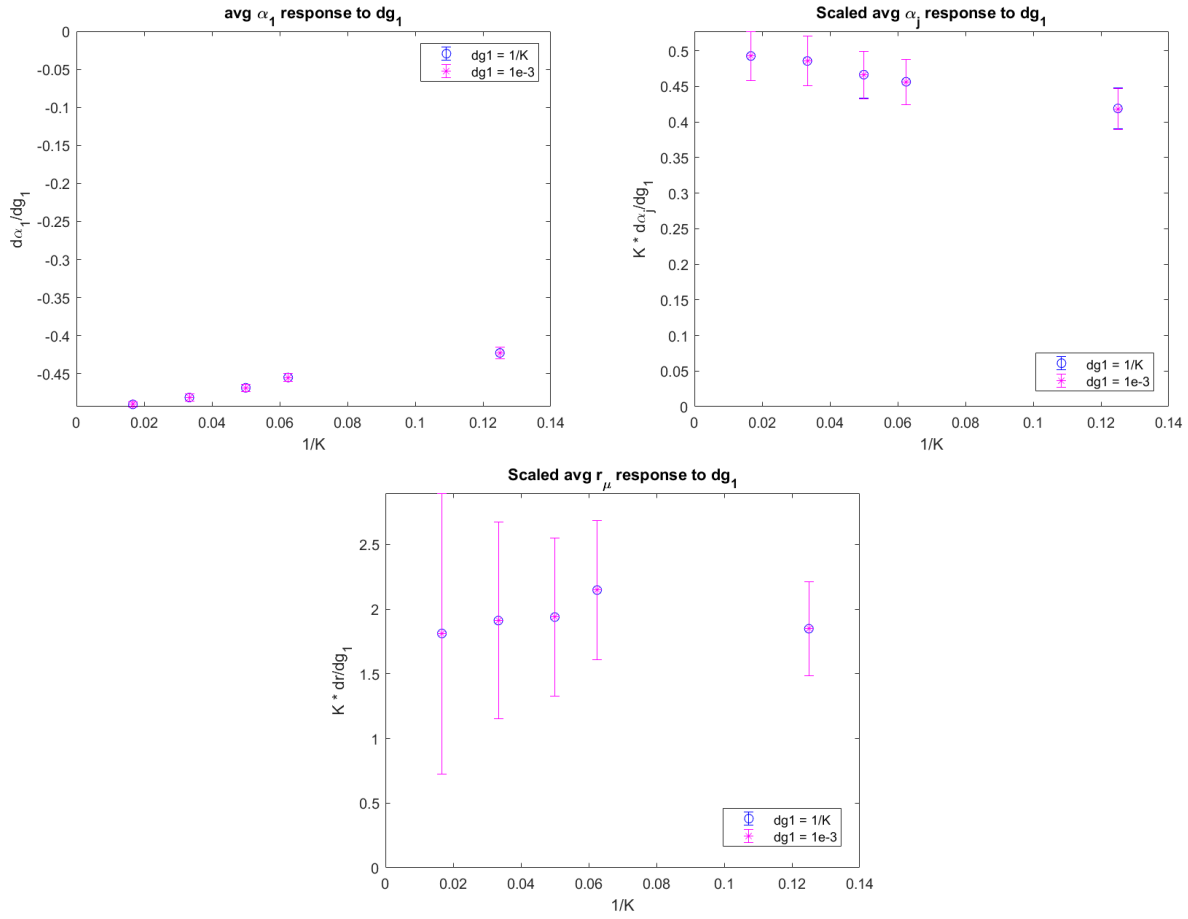 avg α₁ response to dg₁
0
-0.05
-0.1
-0.15
-0.2
-0.25
-0.3
-0.35
-0.4
-0.45
dα₁/dg₁
dg1 = 1/K
dg1 = 1e-3
0 0.02 0.04 0.06 0.08 0.1 0.12 0.14
1/K
Scaled avg αⱼ response to dg₁
0.5
0.45
0.4
0.35
0.3
0.25
0.2
0.15
0.1
0.05
0
K * dαⱼ/dg₁
dg1 = 1/K
dg1 = 1e-3
0 0.02 0.04 0.06 0.08 0.1 0.12 0.14
1/K
Scaled avg r_μ response to dg₁
2.5
2
1.5
1
0.5
0
K * dr/dg₁
dg1 = 1/K
dg1 = 1e-3
0 0.02 0.04 0.06 0.08 0.1 0.12 0.14
1/K